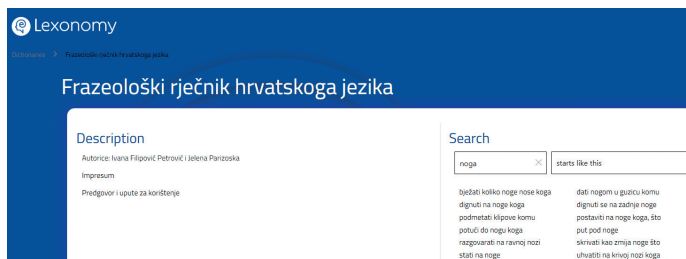 Lexonomy
Dictionaries > Frazeološki rječnik hrvatskoga jezika
Frazeološki rječnik hrvatskoga jezika
Description
Autorice: Ivana Filipović Petrović i Jelena Parizoska
Impresum
Predgovor i upute za korištenje
Search
noga × starts like this
bježati koliko noge nose koga dati nogom u guzicu komu
dignuti na noge koga dignuti se na zadnje noge
podmetati klipove komu postaviti na noge koga, što
potući do nogu koga put pod noge
razgovarati na ravnoj nozi skrivati kao zmija noge što
stati na noge uhvatiti na krivoj nozi koga